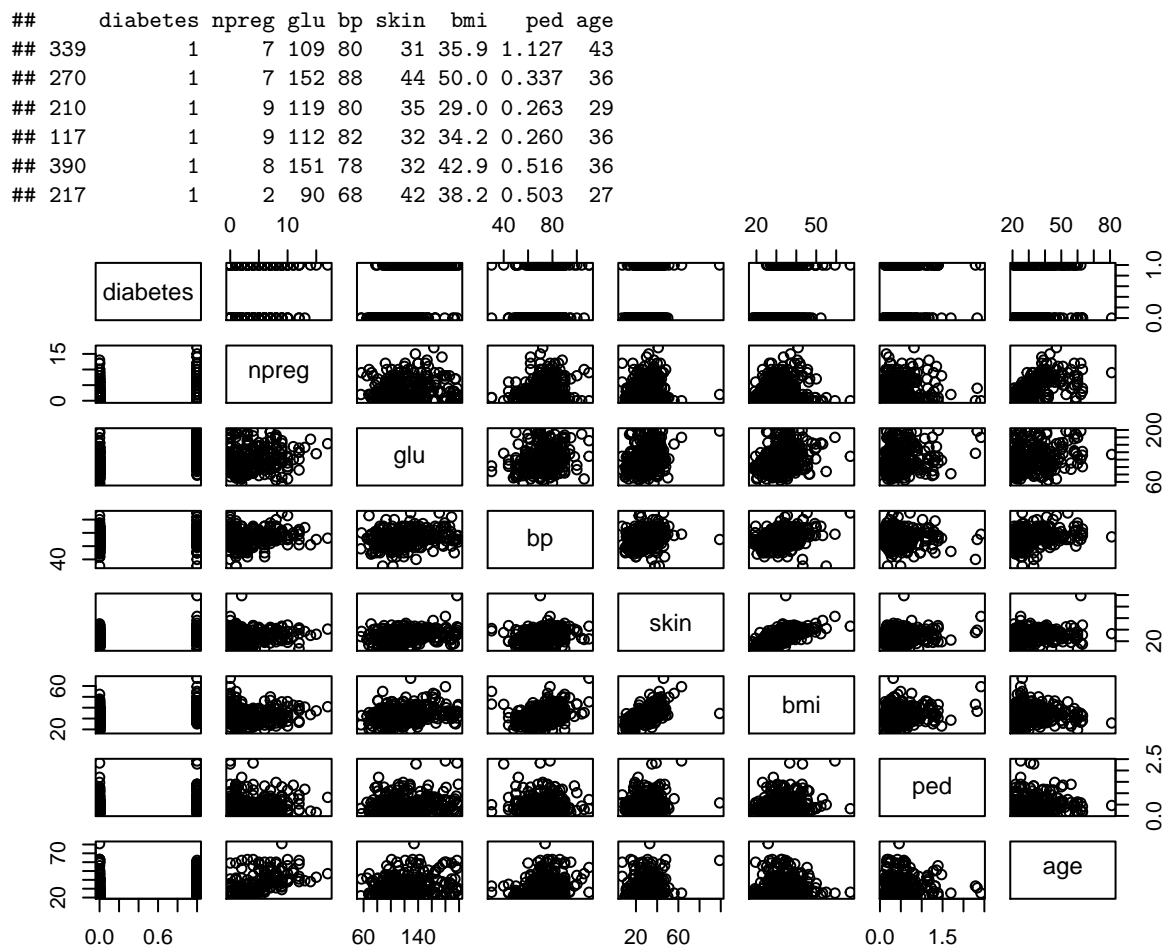 ##     diabetes npreg glu bp skin  bmi   ped age
## 339        1     7 109 80   31 35.9 1.127  43
## 270        1     7 152 88   44 50.0 0.337  36
## 210        1     9 119 80   35 29.0 0.263  29
## 117        1     9 112 82   32 34.2 0.260  36
## 390        1     8 151 78   32 42.9 0.516  36
## 217        1     2  90 68   42 38.2 0.503  27
0 10 40 80 20 50 20 40 60 80
diabetes 0.0 1.0
0 15 npreg
glu 60 200
40 bp
skin 20
20 60 bmi
ped 0.0 2.5
20 70 age
0.0 0.6 60 140 20 60 0.0 1.5